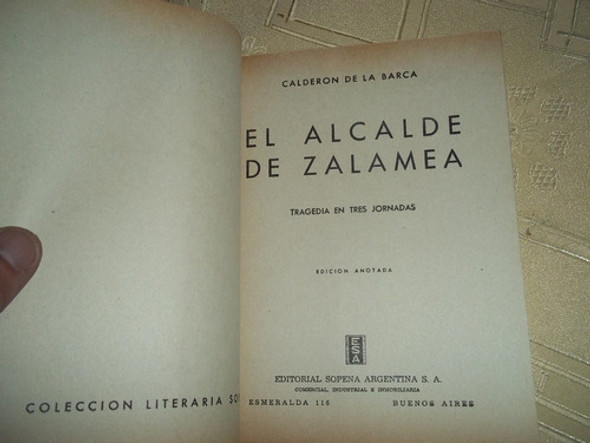 COLECCION LITERARIA
CALDERON DE LA BARCA
EL ALCALDE
DE ZALAMEA
TRAGEDIA EN TRES JORNADAS
EDICIÓN ANOTADA
ESA
EDITORIAL SOPENA ARGENTINA S. A.
COMERCIAL, INDUSTRIAL E INMOBILIARIA
ESMERALDA 116 BUENOS AIRES